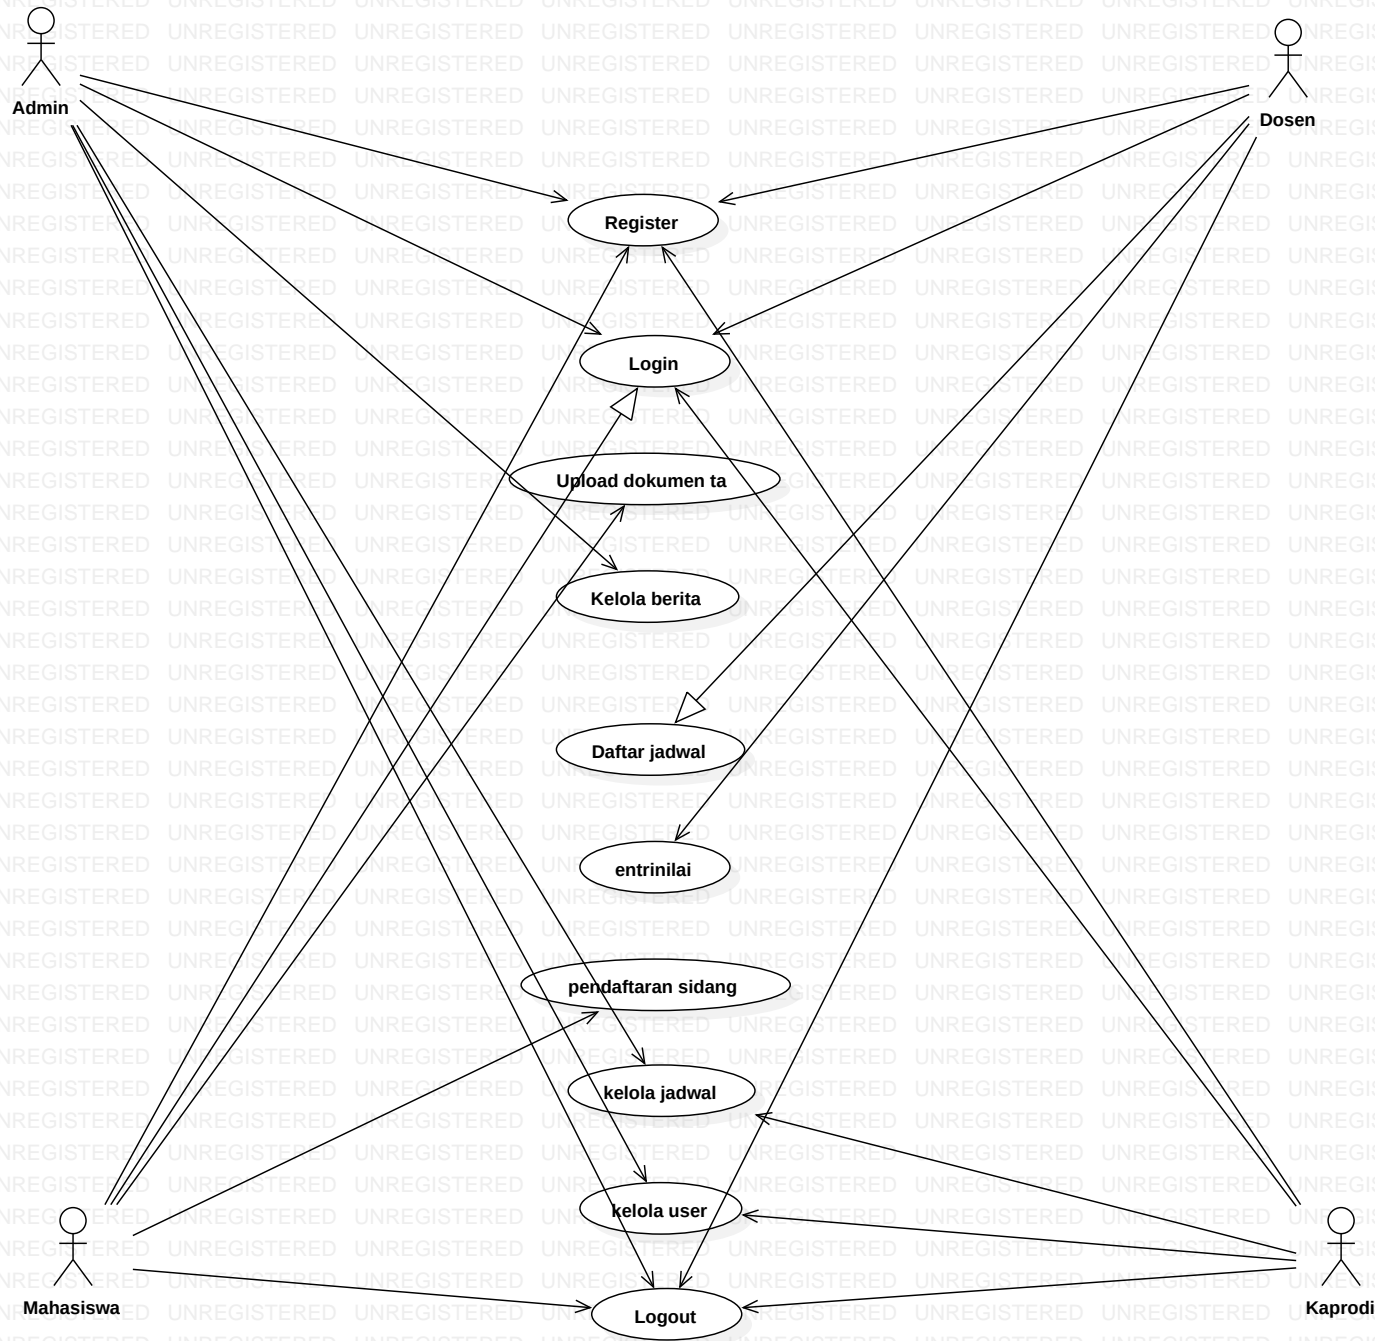 Admin
Dosen
Register
Login
Upload dokumen ta
Kelola berita
Daftar jadwal
entrinilai
pendaftaran sidang
kelola jadwal
kelola user
Mahasiswa
Logout
Kaprodi
UNREGISTERED